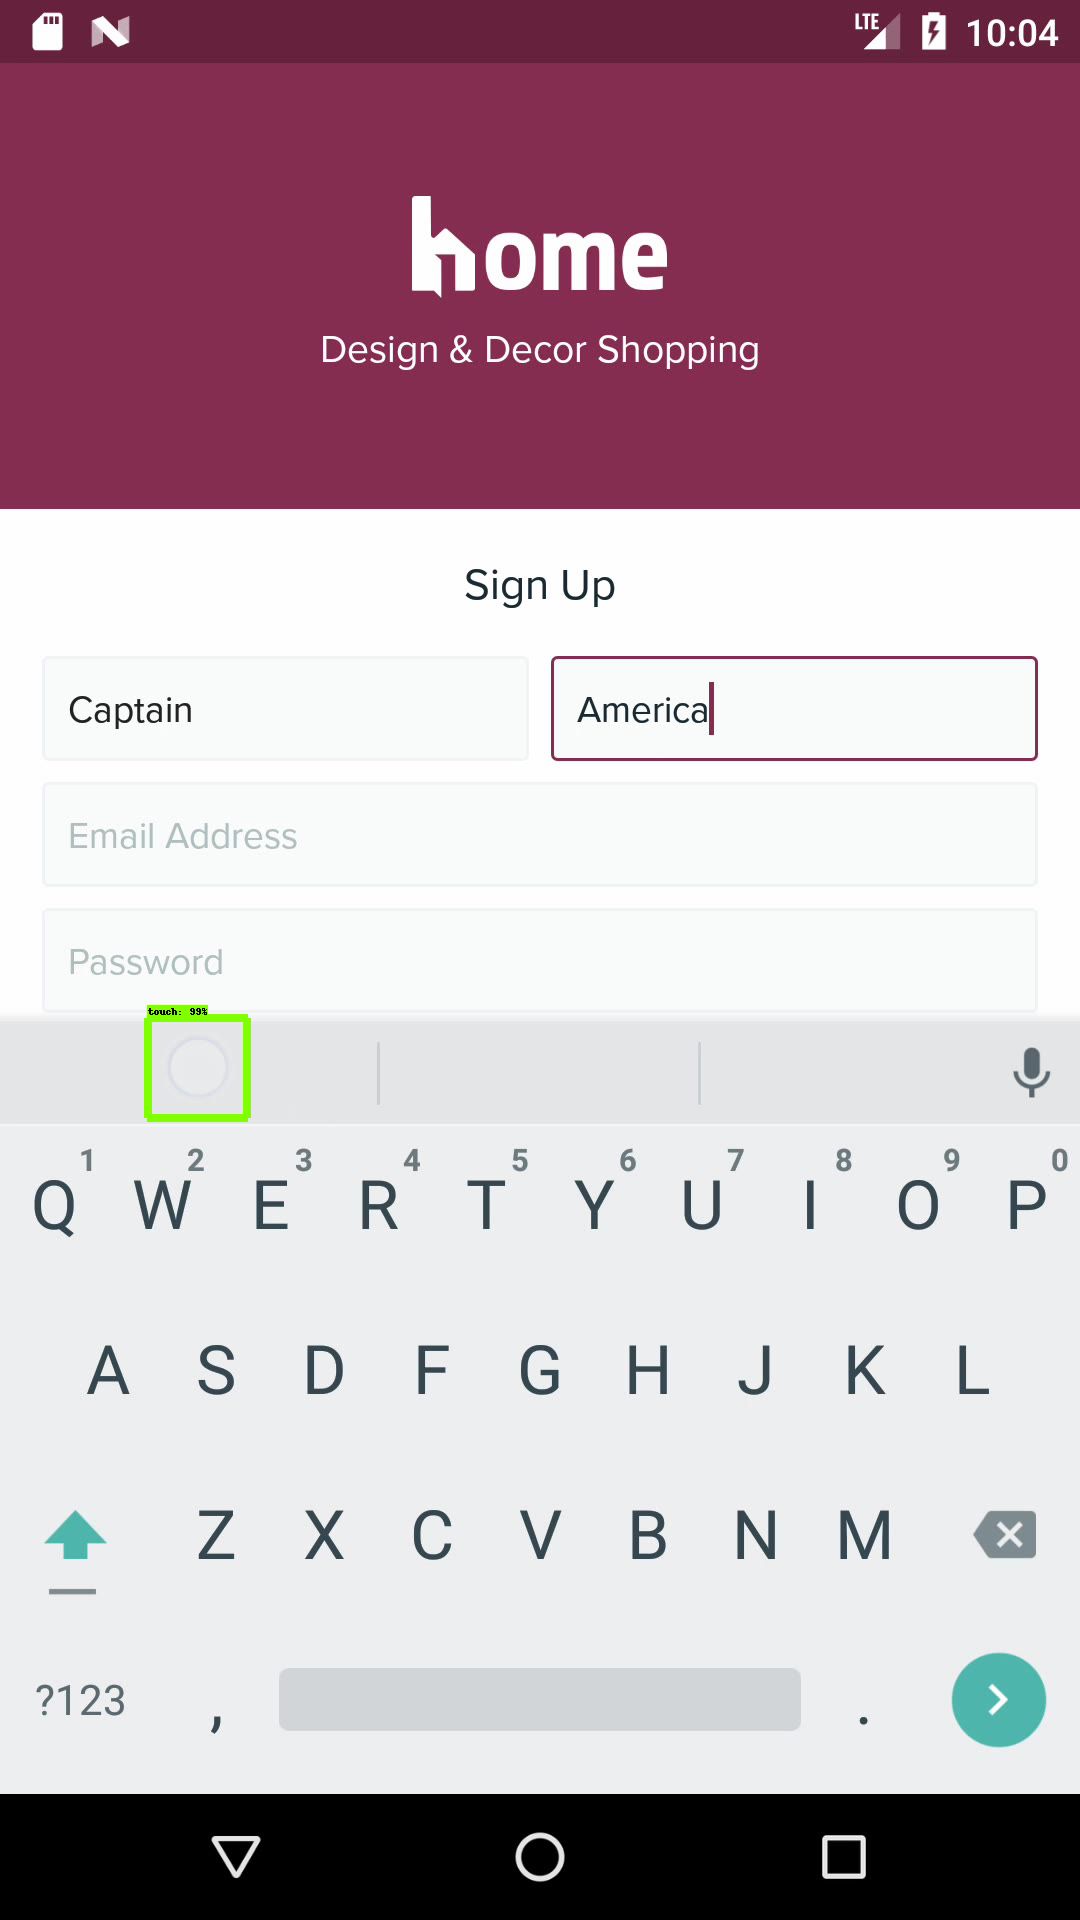 LTE 10:04
home
Design & Decor Shopping
Sign Up
Captain America
Email Address
Password
touch: 99%
1 2 3 4 5 6 7 8 9 0
Q W E R T Y U I O P
A S D F G H J K L
Z X C V B N M
?123 , .